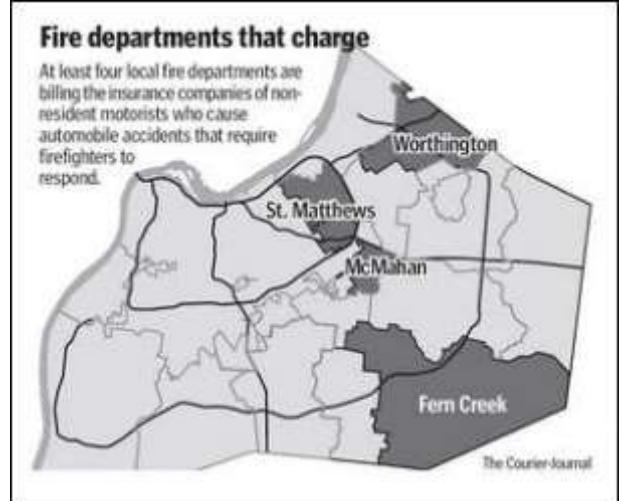 Fire departments that charge
At least four local fire departments are
billing the insurance companies of non-
resident motorists who cause
automobile accidents that require
firefighters to
respond.
Worthington
St. Matthews
McMahan
Fern Creek
The Courier-Journal